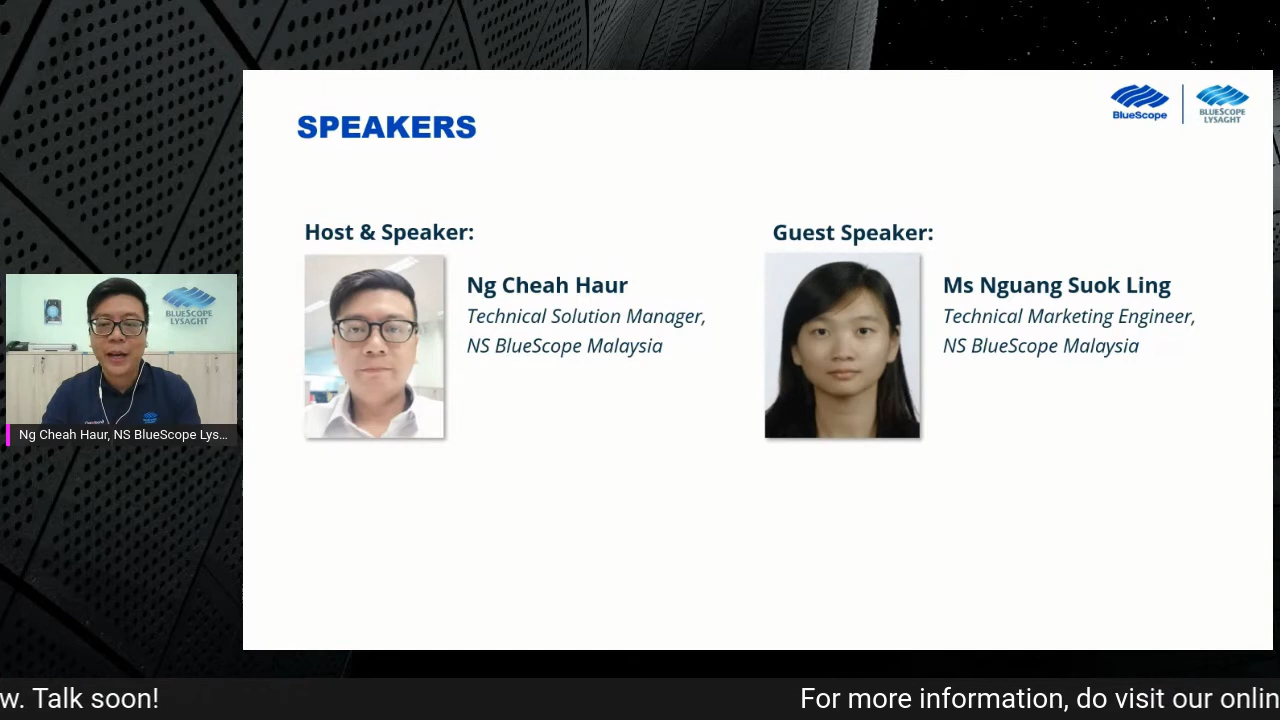 SPEAKERS
BlueScope
BLUESCOPE
LYSAGHT
Host & Speaker:
Ng Cheah Haur
Technical Solution Manager,
NS BlueScope Malaysia
Guest Speaker:
Ms Nguang Suok Ling
Technical Marketing Engineer,
NS BlueScope Malaysia
BLUESCOPE
LYSAGHT
Ng Cheah Haur, NS BlueScope Lys...
w. Talk soon!
For more information, do visit our onlin